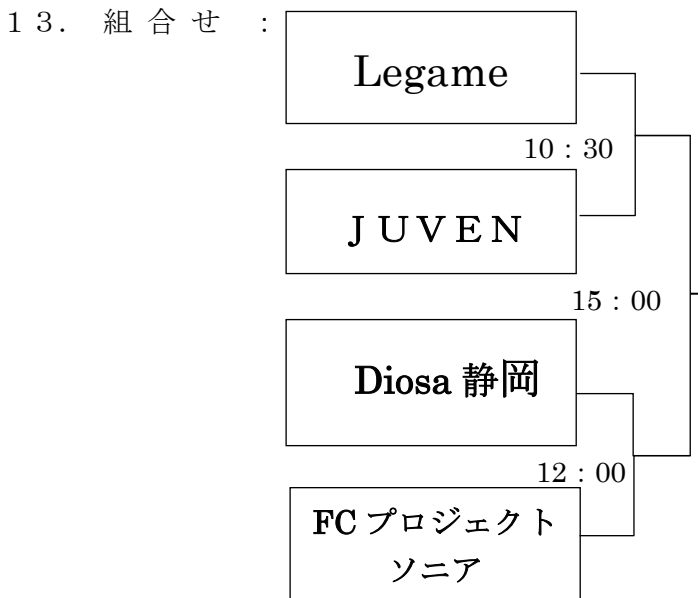 １３． 組 合 せ ：
Legame
10：30
ＪＵＶＥＮ
15：00
Diosa 静岡
12：00
FC プロジェクト
ソニア